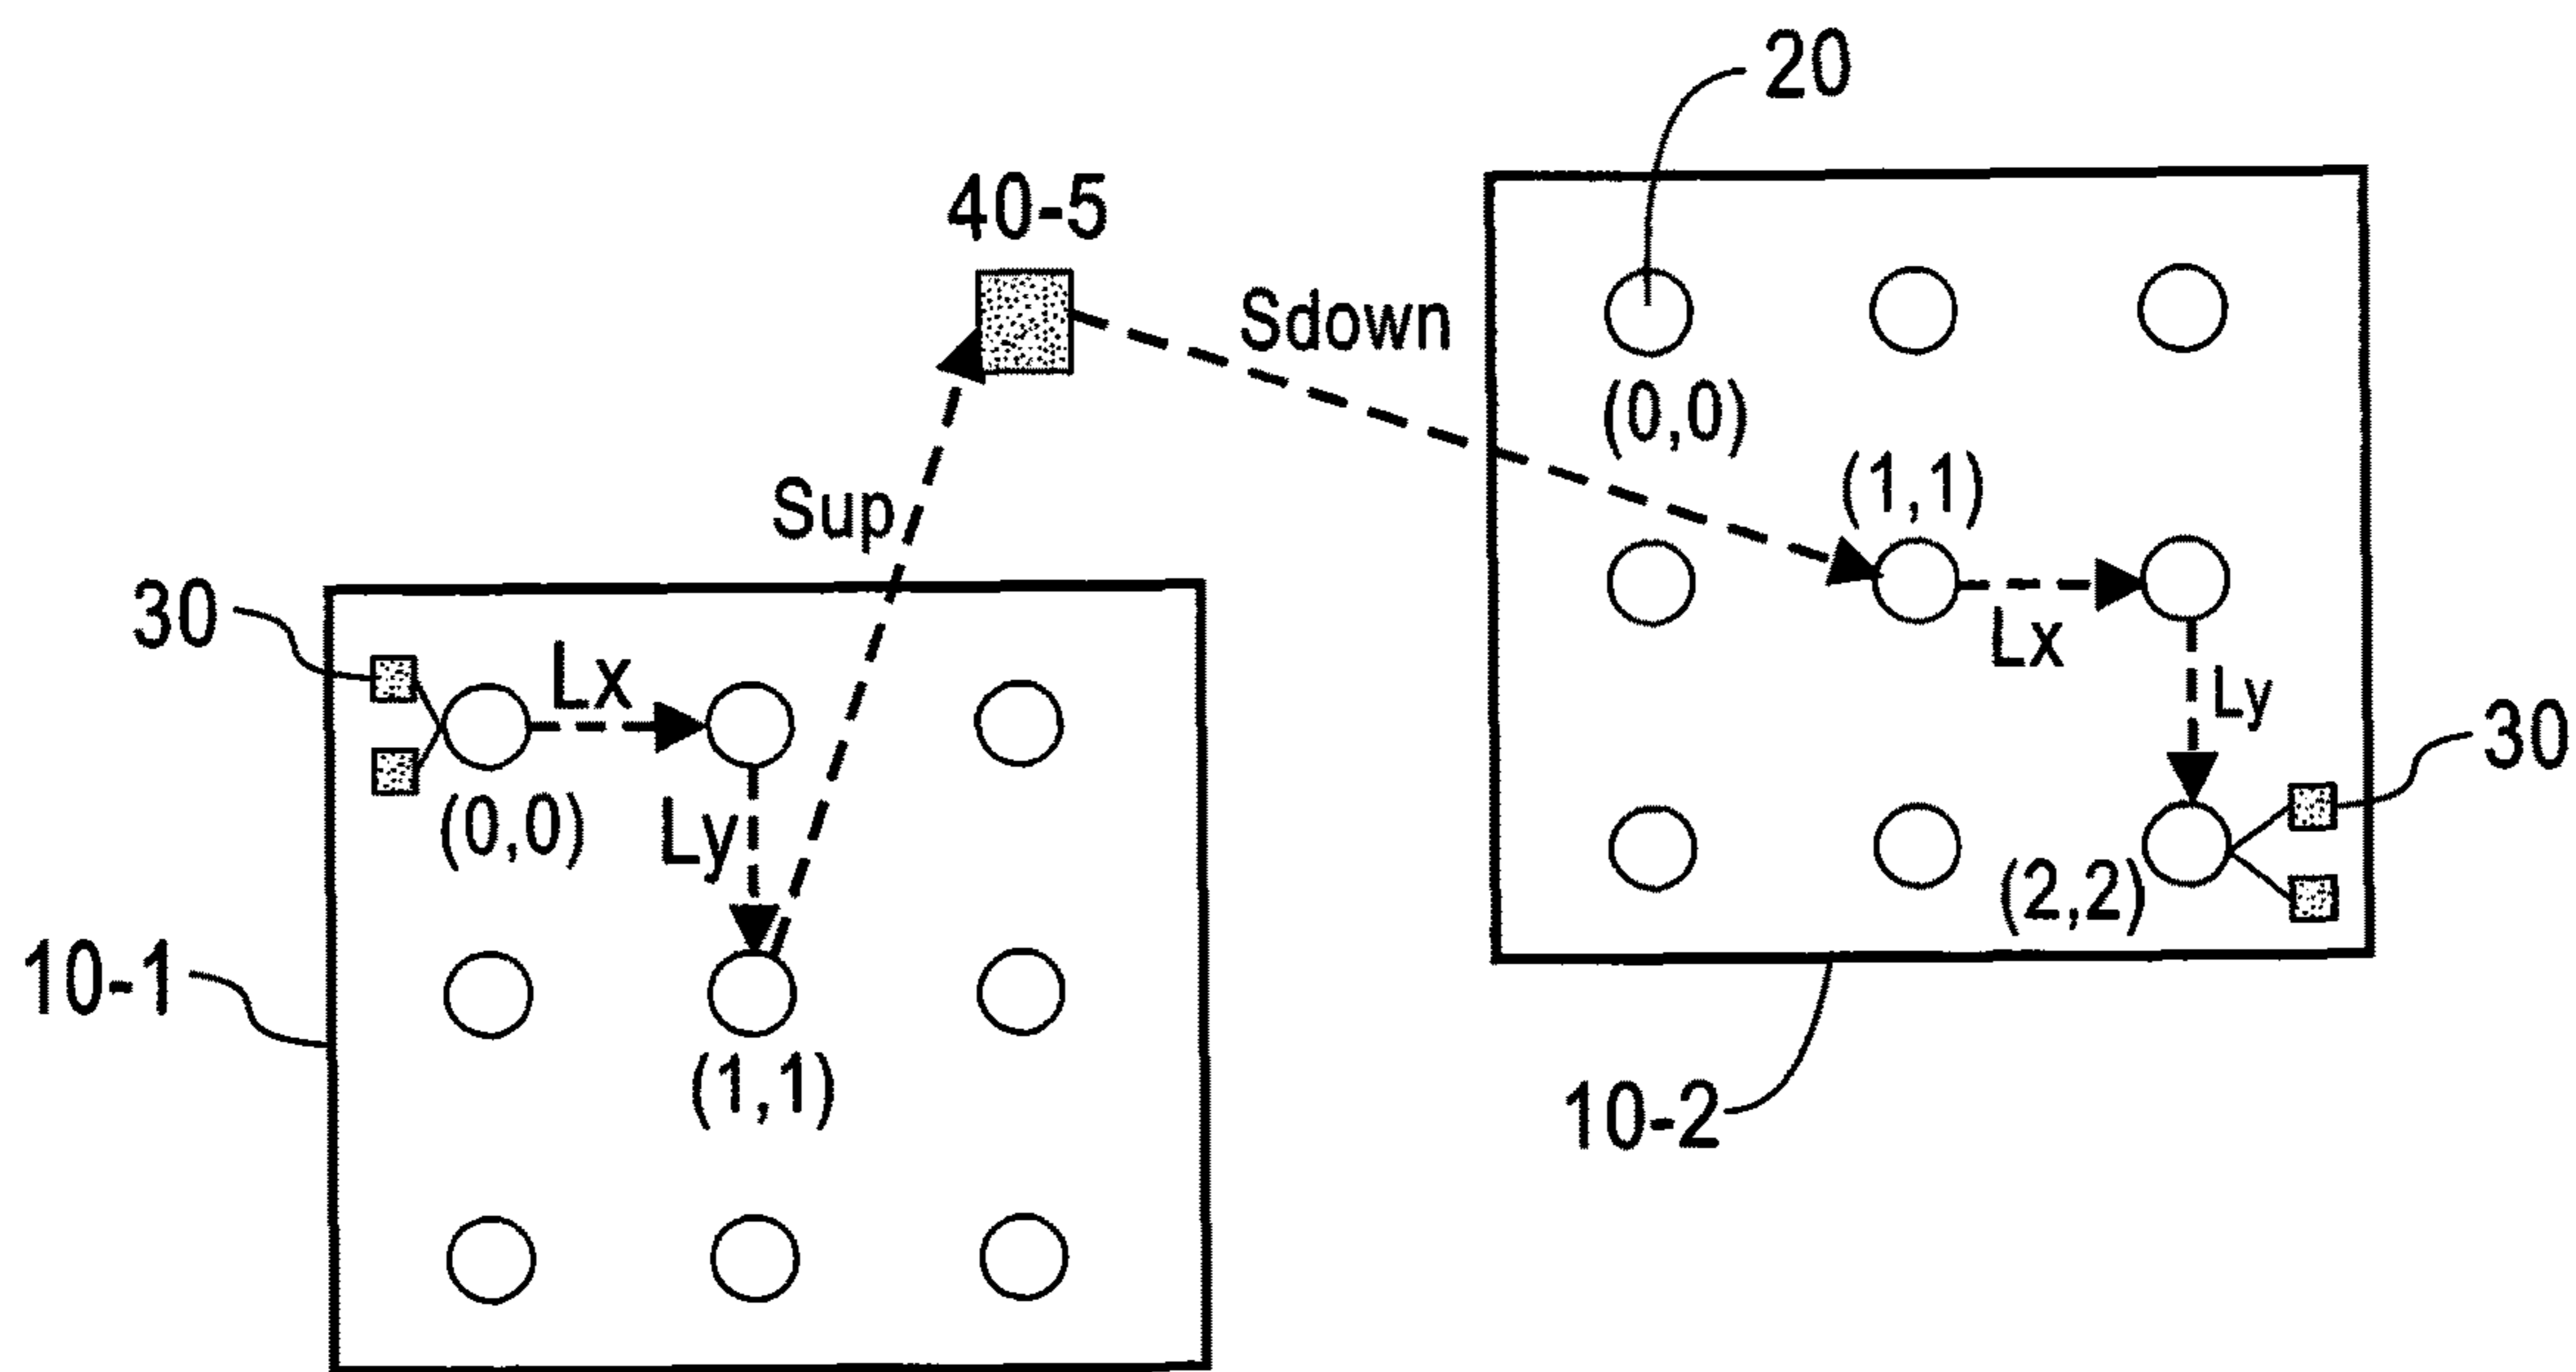 20
40-5
Sdown
(0,0)
(1,1)
Sup
30
Lx
Lx
Ly
30
(0,0)
Ly
(2,2)
10-1
(1,1)
10-2